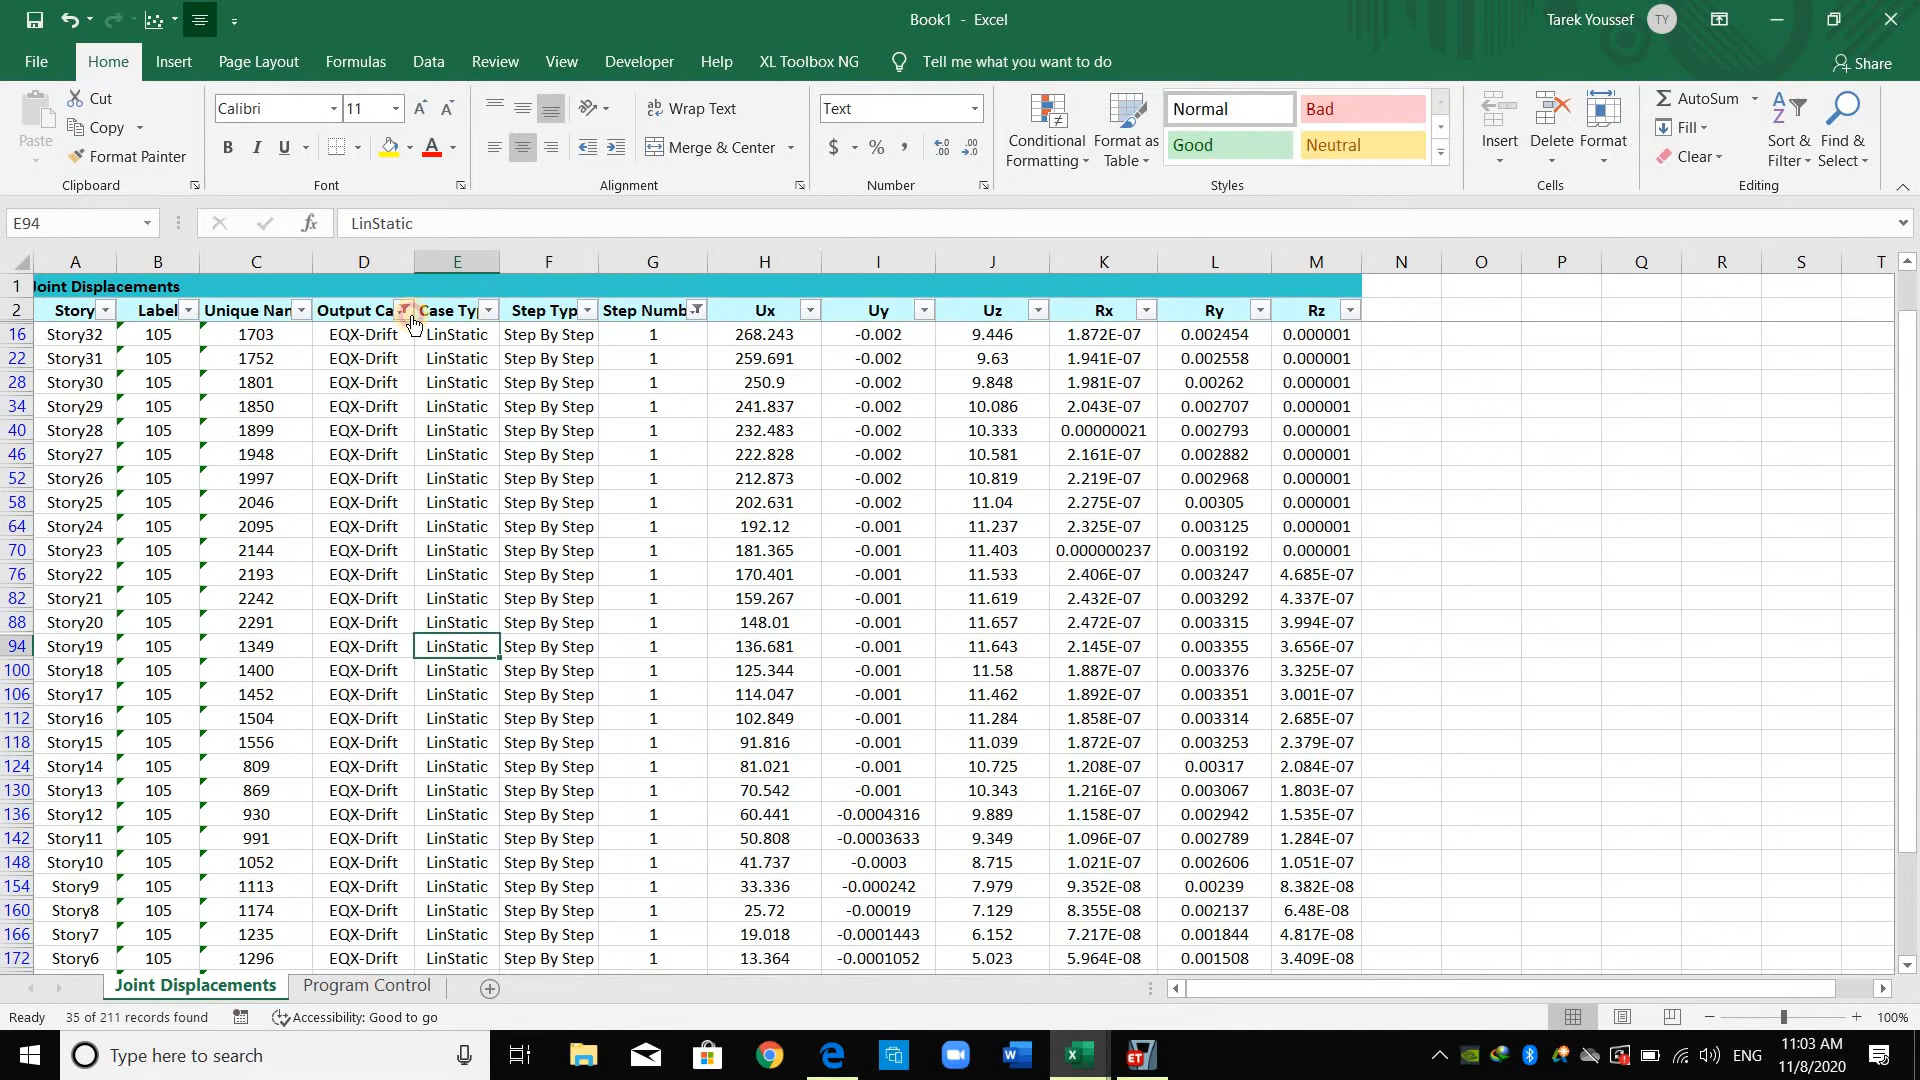 Book1 - Excel
Tarek Youssef TY
File Home Insert Page Layout Formulas Data Review View Developer Help XL Toolbox NG Tell me what you want to do Share
Paste Cut Copy Format Painter Clipboard
Calibri 11 B I U A Font
Wrap Text Merge & Center Alignment
Text $ % , Number
Conditional Formatting Format as Table Normal Bad Good Neutral Styles
Insert Delete Format Cells
AutoSum Fill Clear Sort & Filter Find & Select Editing
E94 fx LinStatic
A B C D E F G H I J K L M N O P Q R S T
1 Joint Displacements
2 Story Label Unique Nan Output Ca Case Ty Step Typ Step Numb Ux Uy Uz Rx Ry Rz
16 Story32 105 1703 EQX-Drift LinStatic Step By Step 1 268.243 -0.002 9.446 1.872E-07 0.002454 0.000001
22 Story31 105 1752 EQX-Drift LinStatic Step By Step 1 259.691 -0.002 9.63 1.941E-07 0.002558 0.000001
28 Story30 105 1801 EQX-Drift LinStatic Step By Step 1 250.9 -0.002 9.848 1.981E-07 0.00262 0.000001
34 Story29 105 1850 EQX-Drift LinStatic Step By Step 1 241.837 -0.002 10.086 2.043E-07 0.002707 0.000001
40 Story28 105 1899 EQX-Drift LinStatic Step By Step 1 232.483 -0.002 10.333 0.00000021 0.002793 0.000001
46 Story27 105 1948 EQX-Drift LinStatic Step By Step 1 222.828 -0.002 10.581 2.161E-07 0.002882 0.000001
52 Story26 105 1997 EQX-Drift LinStatic Step By Step 1 212.873 -0.002 10.819 2.219E-07 0.002968 0.000001
58 Story25 105 2046 EQX-Drift LinStatic Step By Step 1 202.631 -0.002 11.04 2.275E-07 0.00305 0.000001
64 Story24 105 2095 EQX-Drift LinStatic Step By Step 1 192.12 -0.001 11.237 2.325E-07 0.003125 0.000001
70 Story23 105 2144 EQX-Drift LinStatic Step By Step 1 181.365 -0.001 11.403 0.000000237 0.003192 0.000001
76 Story22 105 2193 EQX-Drift LinStatic Step By Step 1 170.401 -0.001 11.533 2.406E-07 0.003247 4.685E-07
82 Story21 105 2242 EQX-Drift LinStatic Step By Step 1 159.267 -0.001 11.619 2.432E-07 0.003292 4.337E-07
88 Story20 105 2291 EQX-Drift LinStatic Step By Step 1 148.01 -0.001 11.657 2.472E-07 0.003315 3.994E-07
94 Story19 105 1349 EQX-Drift LinStatic Step By Step 1 136.681 -0.001 11.643 2.145E-07 0.003355 3.656E-07
100 Story18 105 1400 EQX-Drift LinStatic Step By Step 1 125.344 -0.001 11.58 1.887E-07 0.003376 3.325E-07
106 Story17 105 1452 EQX-Drift LinStatic Step By Step 1 114.047 -0.001 11.462 1.892E-07 0.003351 3.001E-07
112 Story16 105 1504 EQX-Drift LinStatic Step By Step 1 102.849 -0.001 11.284 1.858E-07 0.003314 2.685E-07
118 Story15 105 1556 EQX-Drift LinStatic Step By Step 1 91.816 -0.001 11.039 1.872E-07 0.003253 2.379E-07
124 Story14 105 809 EQX-Drift LinStatic Step By Step 1 81.021 -0.001 10.725 1.208E-07 0.00317 2.084E-07
130 Story13 105 869 EQX-Drift LinStatic Step By Step 1 70.542 -0.001 10.343 1.216E-07 0.003067 1.803E-07
136 Story12 105 930 EQX-Drift LinStatic Step By Step 1 60.441 -0.0004316 9.889 1.158E-07 0.002942 1.535E-07
142 Story11 105 991 EQX-Drift LinStatic Step By Step 1 50.808 -0.0003633 9.349 1.096E-07 0.002789 1.284E-07
148 Story10 105 1052 EQX-Drift LinStatic Step By Step 1 41.737 -0.0003 8.715 1.021E-07 0.002606 1.051E-07
154 Story9 105 1113 EQX-Drift LinStatic Step By Step 1 33.336 -0.000242 7.979 9.352E-08 0.00239 8.382E-08
160 Story8 105 1174 EQX-Drift LinStatic Step By Step 1 25.72 -0.00019 7.129 8.355E-08 0.002137 6.48E-08
166 Story7 105 1235 EQX-Drift LinStatic Step By Step 1 19.018 -0.0001443 6.152 7.217E-08 0.001844 4.817E-08
172 Story6 105 1296 EQX-Drift LinStatic Step By Step 1 13.364 -0.0001052 5.023 5.964E-08 0.001508 3.409E-08
Joint Displacements Program Control
Ready 35 of 211 records found Accessibility: Good to go 100%
Type here to search ENG 11:03 AM
11/8/2020